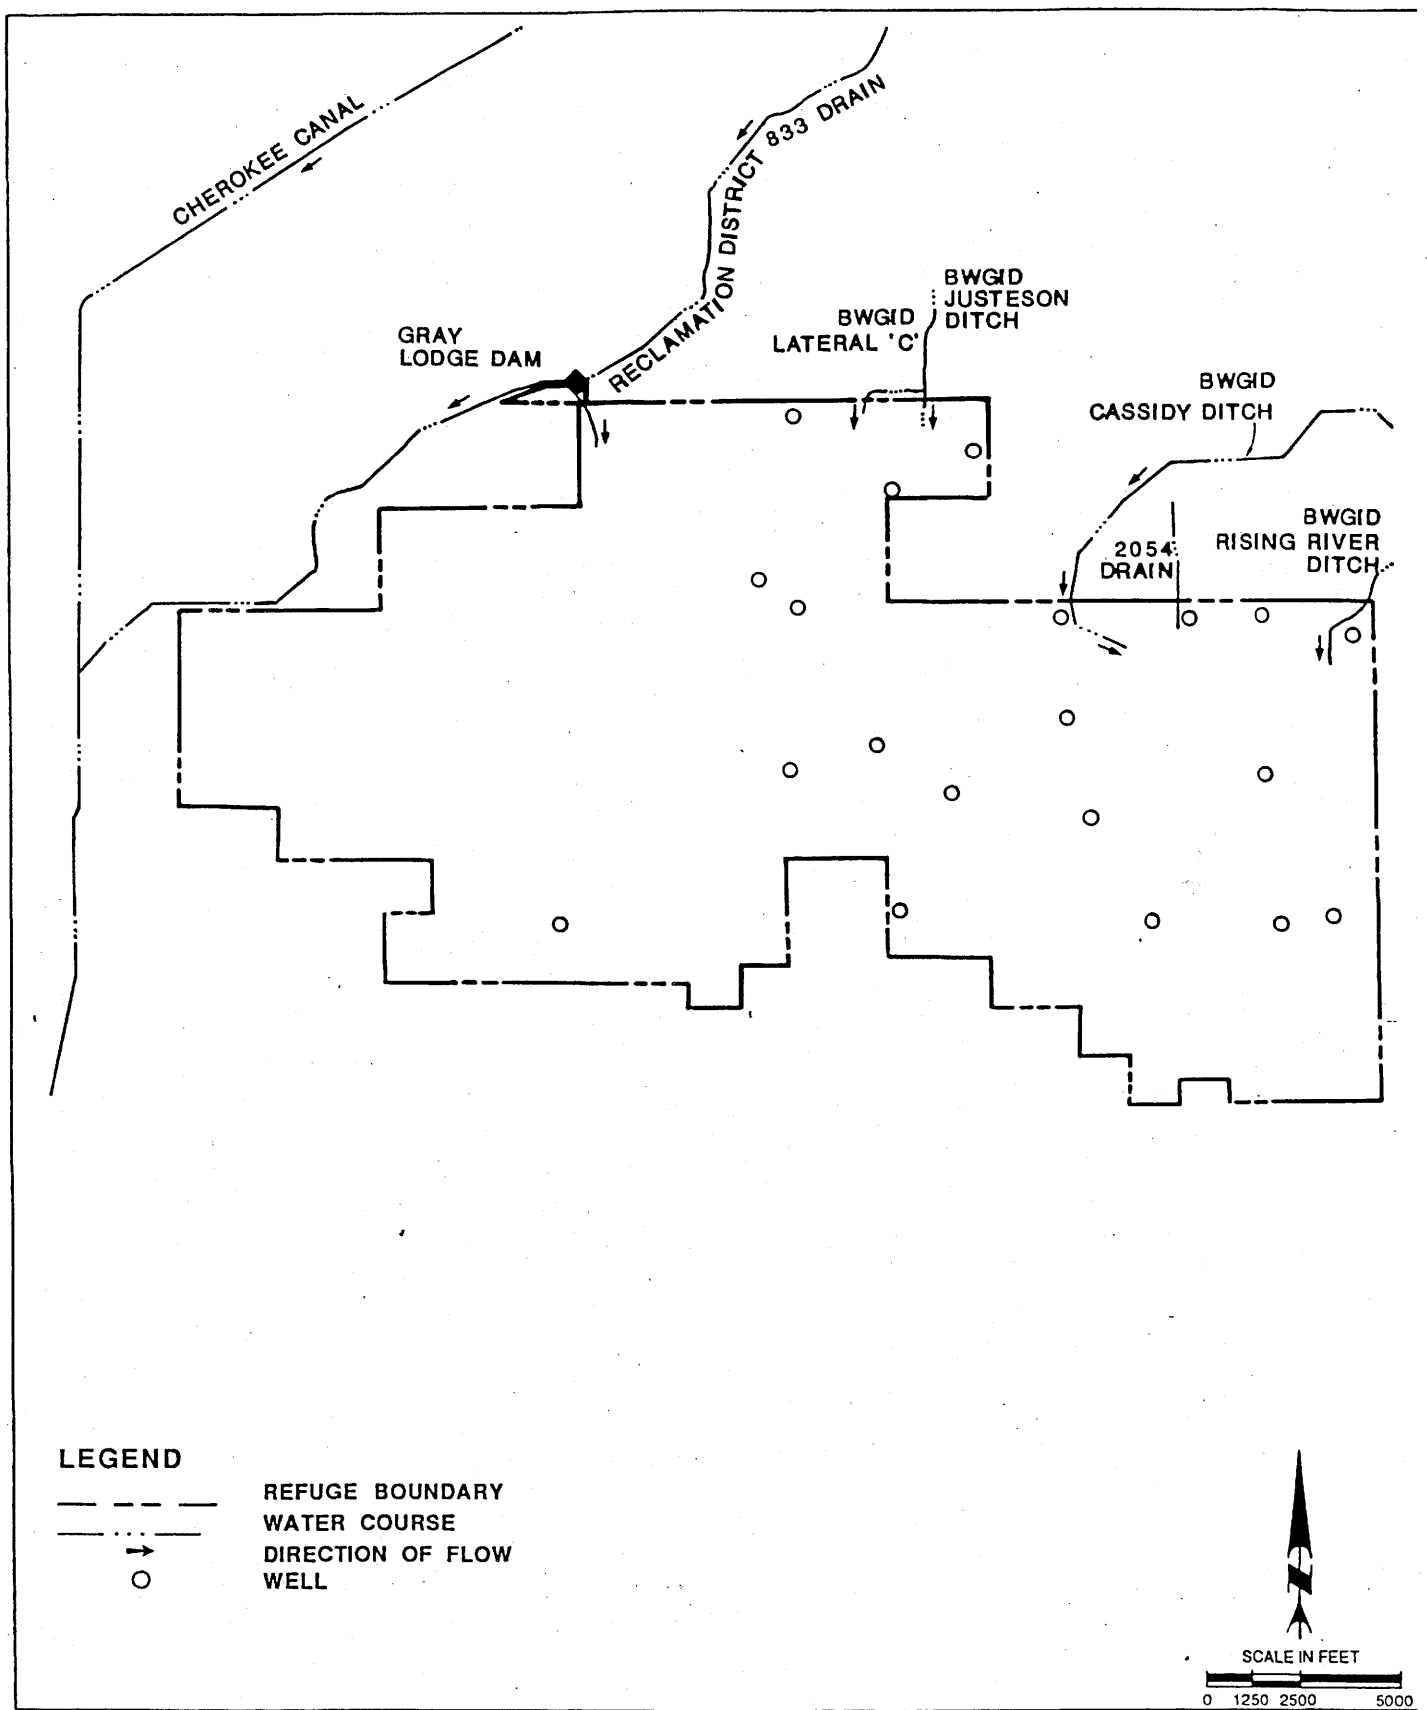 CHEROKEE CANAL
RECLAMATION DISTRICT 833 DRAIN
BWGID
JUSTESON
DITCH
BWGID
LATERAL 'C'
GRAY
LODGE DAM
BWGID
CASSIDY DITCH
BWGID
RISING RIVER
DITCH
2054
DRAIN
LEGEND
REFUGE BOUNDARY
WATER COURSE
DIRECTION OF FLOW
WELL
SCALE IN FEET
0 1250 2500 5000